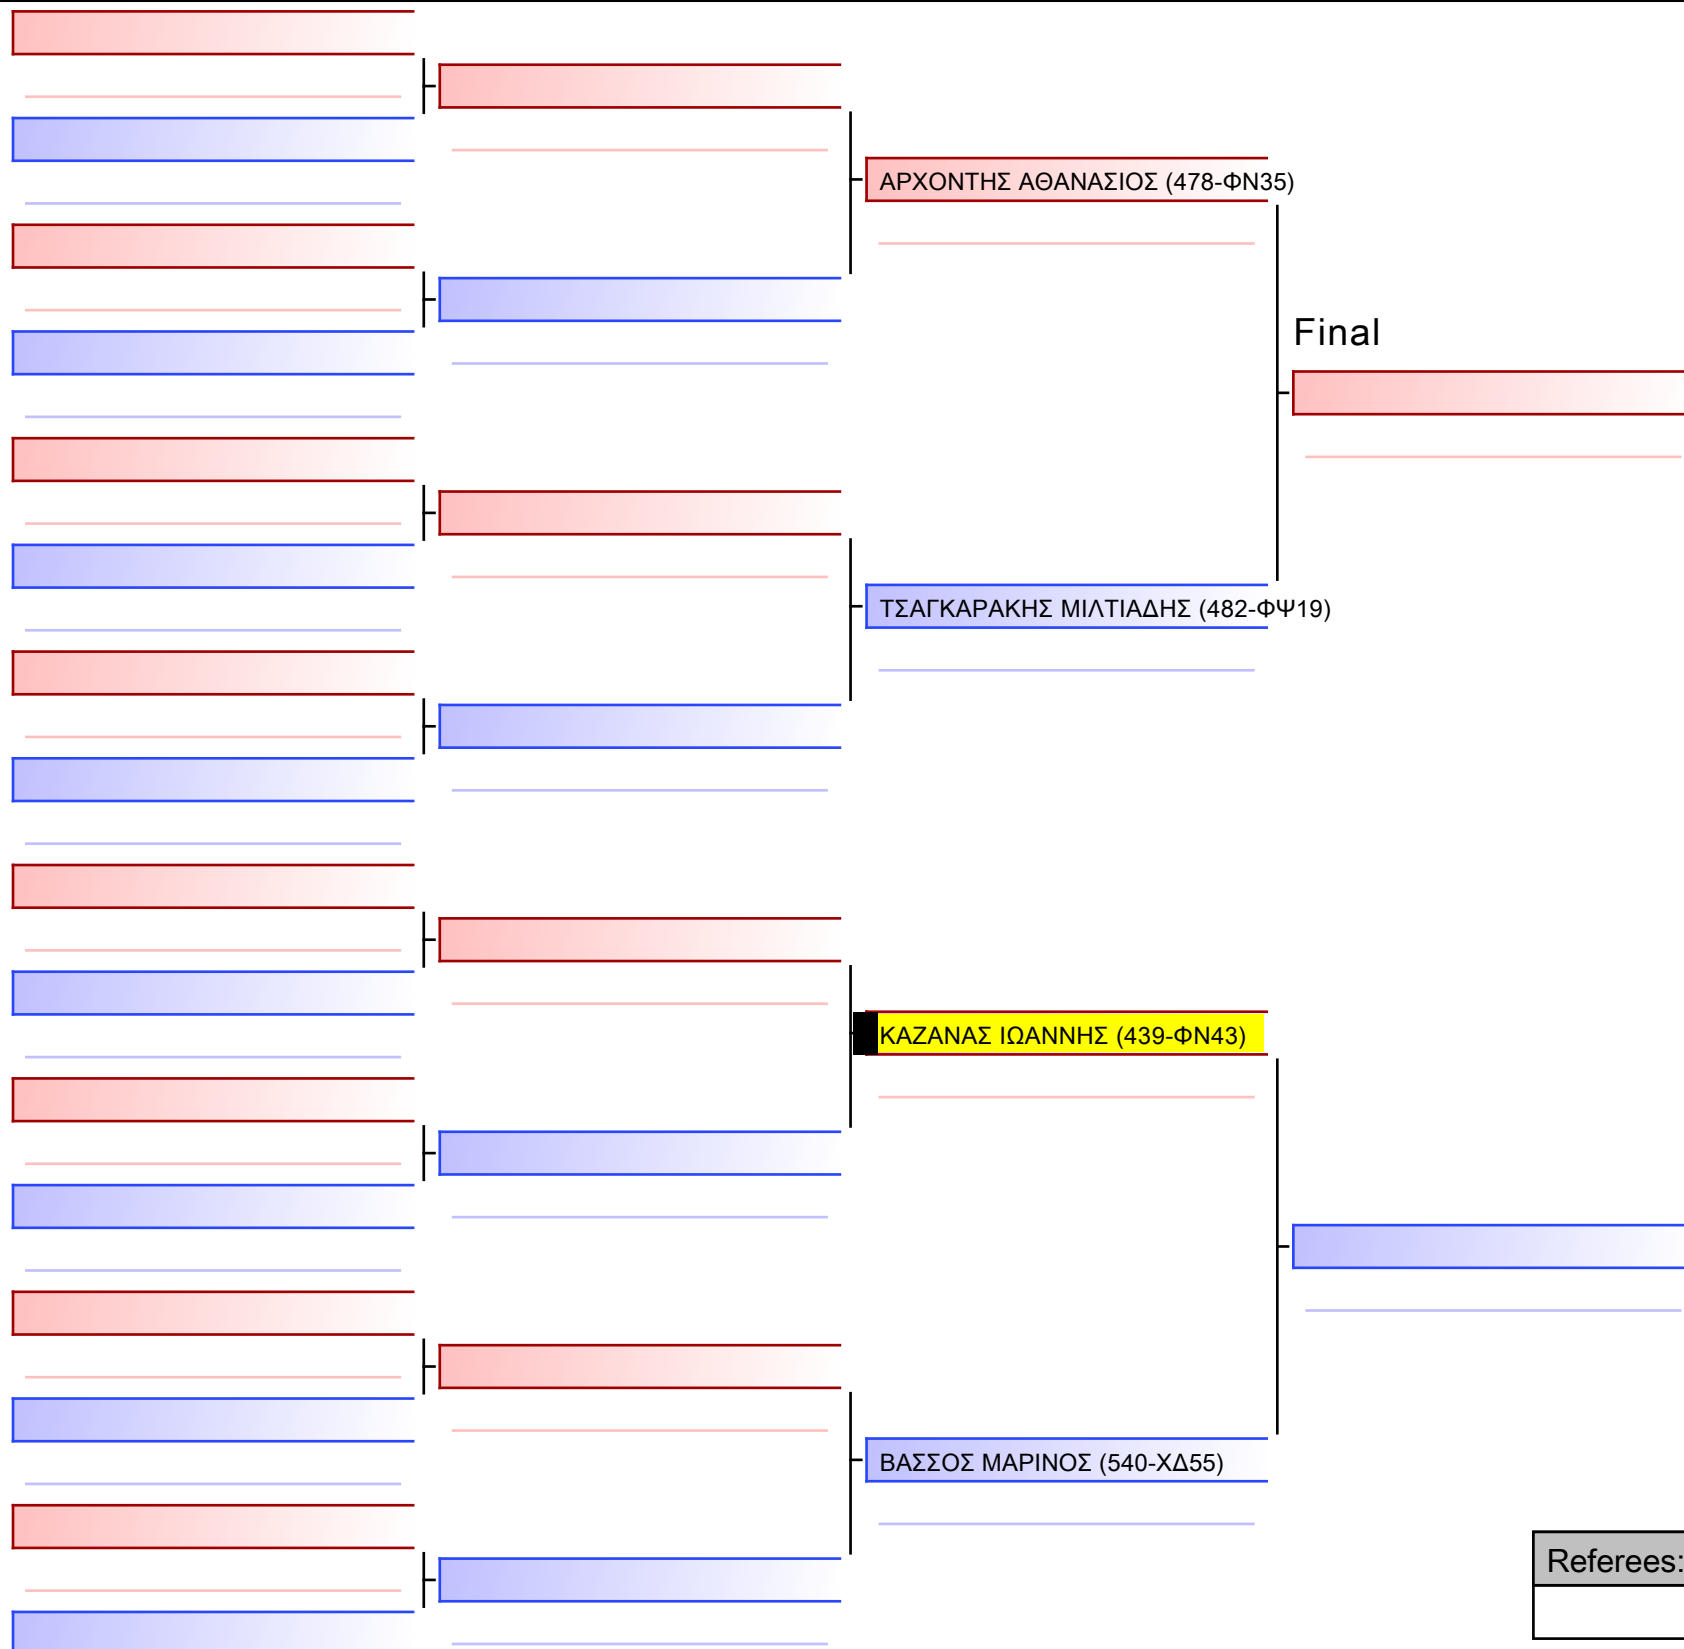 ΑΡΧΟΝΤΗΣ ΑΘΑΝΑΣΙΟΣ (478-ΦΝ35)
Final
ΤΣΑΓΚΑΡΑΚΗΣ ΜΙΛΤΙΑΔΗΣ (482-ΦΨ19)
ΚΑΖΑΝΑΣ ΙΩΑΝΝΗΣ (439-ΦΝ43)
ΒΑΣΣΟΣ ΜΑΡΙΝΟΣ (540-ΧΔ55)
Referees: